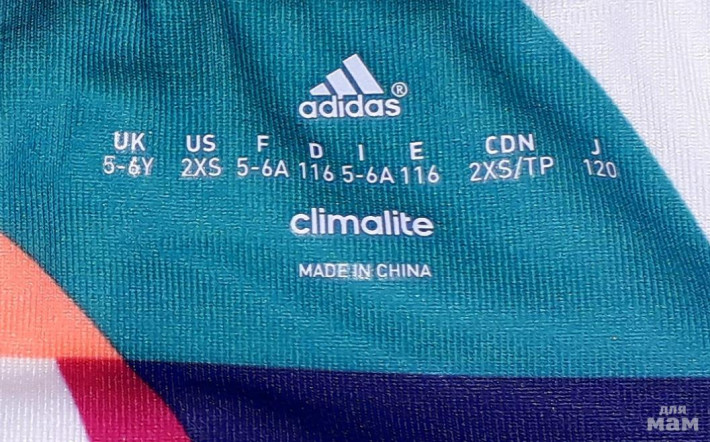 adidas®
UK US F D I E CDN J
5-6Y 2XS 5-6A 116 5-6A 116 2XS/TP 120
climalite
MADE IN CHINA
для
мам